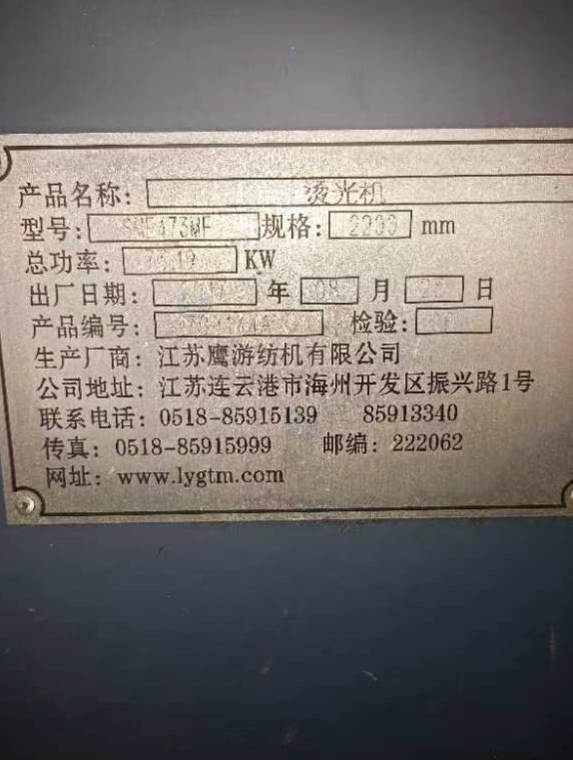 产品名称: 烫光机
型号: 规格: 2200 mm
总功率: KW
出厂日期: 年 08 月 日
产品编号: 检验:
生产厂商: 江苏鹰游纺机有限公司
公司地址: 江苏连云港市海州开发区振兴路1号
联系电话: 0518-85915139 85913340
传真: 0518-85915999 邮编: 222062
网址: www.lygtm.com